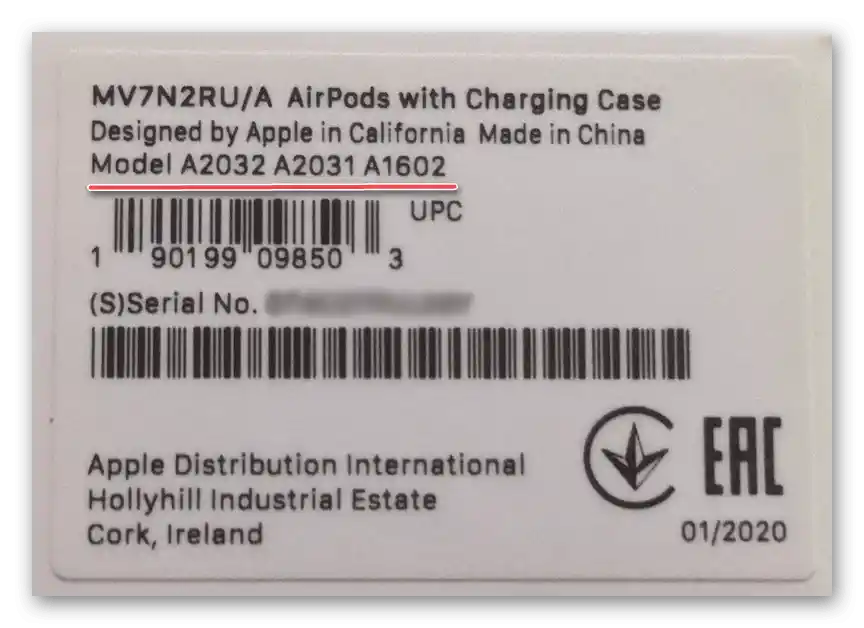 MV7N2RU/A AirPods with Charging Case
Designed by Apple in California Made in China
Model A2032 A2031 A1602
UPC
1 90199 09850 3
(S)Serial No.
Apple Distribution International
Hollyhill Industrial Estate
Cork, Ireland
EAC
01/2020